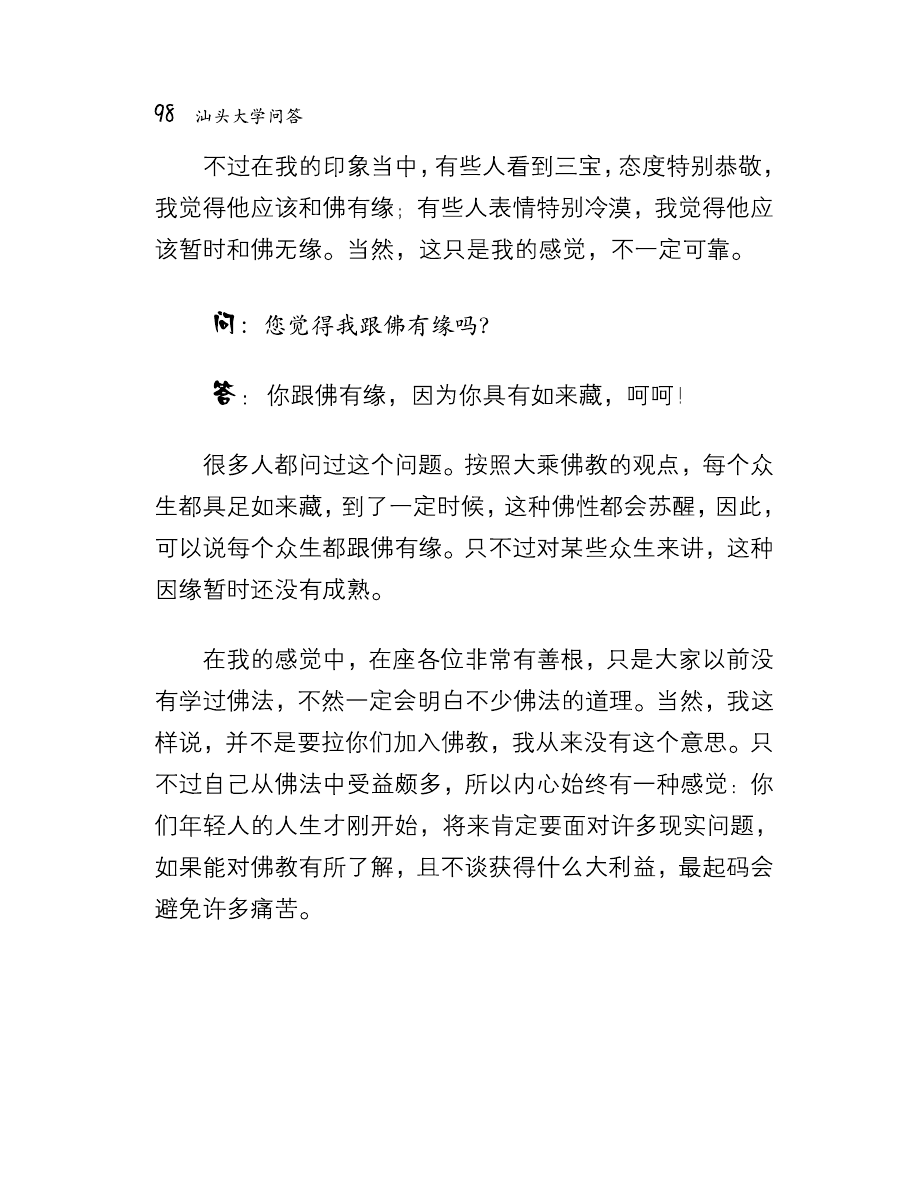 98 汕头大学问答
不过在我的印象当中，有些人看到三宝，态度特别恭敬，
我觉得他应该和佛有缘；有些人表情特别冷漠，我觉得他应
该暂时和佛无缘。当然，这只是我的感觉，不一定可靠。
问：您觉得我跟佛有缘吗？
答：你跟佛有缘，因为你具有如来藏，呵呵！
很多人都问过这个问题。按照大乘佛教的观点，每个众
生都具足如来藏，到了一定时候，这种佛性都会苏醒，因此，
可以说每个众生都跟佛有缘。只不过对某些众生来讲，这种
因缘暂时还没有成熟。
在我的感觉中，在座各位非常有善根，只是大家以前没
有学过佛法，不然一定会明白不少佛法的道理。当然，我这
样说，并不是要拉你们加入佛教，我从来没有这个意思。只
不过自己从佛法中受益颇多，所以内心始终有一种感觉：你
们年轻人的人生才刚开始，将来肯定要面对许多现实问题，
如果能对佛教有所了解，且不谈获得什么大利益，最起码会
避免许多痛苦。